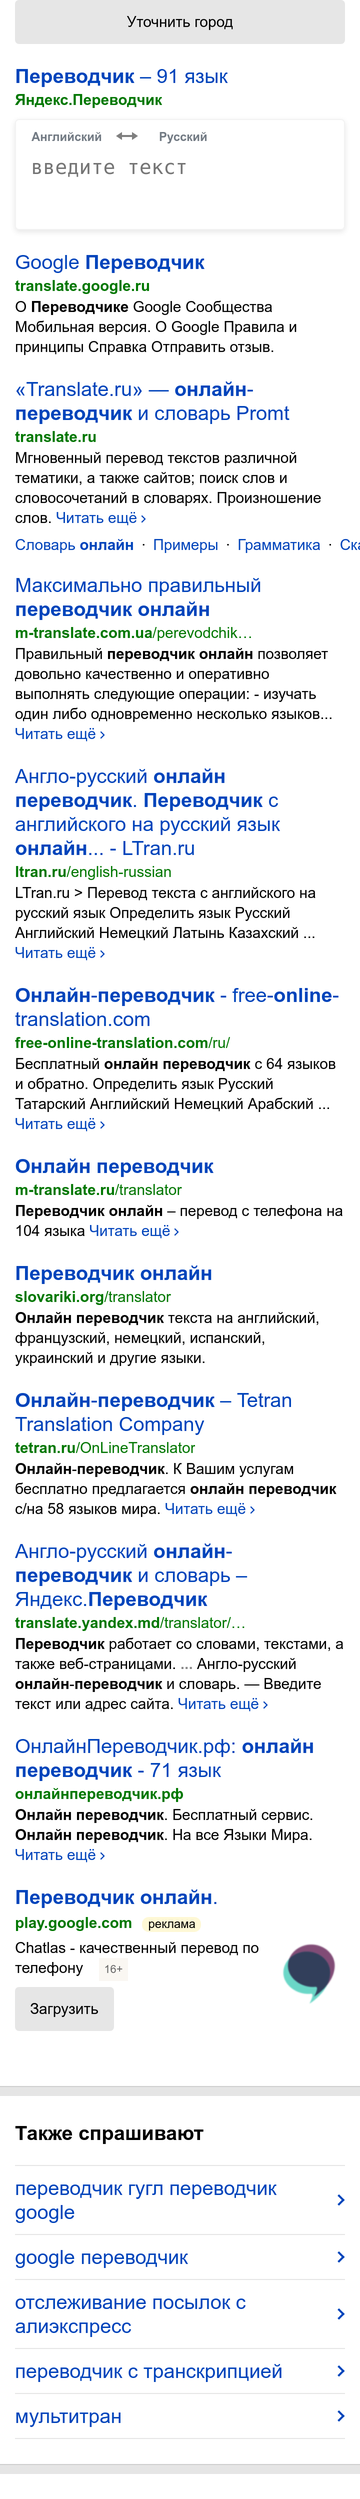 Уточнить город
Переводчик – 91 язык
Яндекс.Переводчик
Английский Русский
введите текст
Google Переводчик
translate.google.ru
О Переводчике Google Сообщества
Мобильная версия. О Google Правила и
принципы Справка Отправить отзыв.
«Translate.ru» — онлайн-
переводчик и словарь Promt
translate.ru
Мгновенный перевод текстов различной
тематики, а также сайтов; поиск слов и
словосочетаний в словарях. Произношение
слов. Читать ещё ›
Словарь онлайн · Примеры · Грамматика · Ска
Максимально правильный
переводчик онлайн
m-translate.com.ua/perevodchik…
Правильный переводчик онлайн позволяет
довольно качественно и оперативно
выполнять следующие операции: - изучать
один либо одновременно несколько языков...
Читать ещё ›
Англо-русский онлайн
переводчик. Переводчик с
английского на русский язык
онлайн... - LTran.ru
ltran.ru/english-russian
LTran.ru > Перевод текста с английского на
русский язык Определить язык Русский
Английский Немецкий Латынь Казахский ...
Читать ещё ›
Онлайн-переводчик - free-online-
translation.com
free-online-translation.com/ru/
Бесплатный онлайн переводчик с 64 языков
и обратно. Определить язык Русский
Татарский Английский Немецкий Арабский ...
Читать ещё ›
Онлайн переводчик
m-translate.ru/translator
Переводчик онлайн – перевод с телефона на
104 языка Читать ещё ›
Переводчик онлайн
slovariki.org/translator
Онлайн переводчик текста на английский,
французский, немецкий, испанский,
украинский и другие языки.
Онлайн-переводчик – Tetran
Translation Company
tetran.ru/OnLineTranslator
Онлайн-переводчик. К Вашим услугам
бесплатно предлагается онлайн переводчик
с/на 58 языков мира. Читать ещё ›
Англо-русский онлайн-
переводчик и словарь –
Яндекс.Переводчик
translate.yandex.md/translator/…
Переводчик работает со словами, текстами, а
также веб-страницами. ... Англо-русский
онлайн-переводчик и словарь. — Введите
текст или адрес сайта. Читать ещё ›
ОнлайнПереводчик.рф: онлайн
переводчик - 71 язык
онлайнпереводчик.рф
Онлайн переводчик. Бесплатный сервис.
Онлайн переводчик. На все Языки Мира.
Читать ещё ›
Переводчик онлайн.
play.google.com реклама
Chatlas - качественный перевод по
телефону 16+
Загрузить
Также спрашивают
переводчик гугл переводчик
google
google переводчик
отслеживание посылок с
алиэкспресс
переводчик с транскрипцией
мультитран